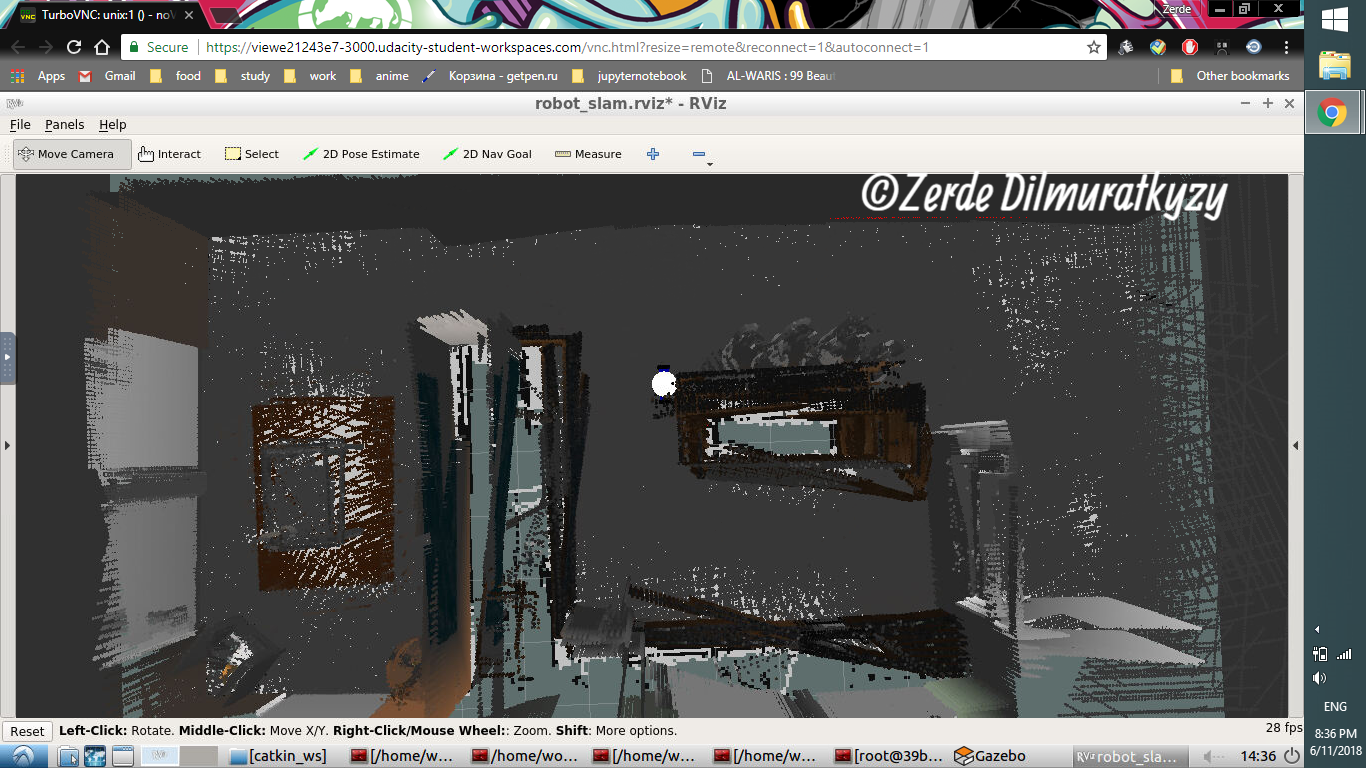 TurboVNC: unix:1 () - noV
Zerde
Secure
https://viewe21243e7-3000.udacity-student-workspaces.com/vnc.html?resize=remote&reconnect=1&autoconnect=1
Apps Gmail food study work anime Корзина - getpen.ru jupyternotebook AL-WARIS : 99 Beau Other bookmarks
RViz robot_slam.rviz* - RViz
File Panels Help
Move Camera Interact Select 2D Pose Estimate 2D Nav Goal Measure
©Zerde Dilmuratkyzy
Reset Left-Click: Rotate. Middle-Click: Move X/Y. Right-Click/Mouse Wheel:: Zoom. Shift: More options. 28 fps
[catkin_ws] [/home/w... [/home/wo... [/home/w... [/home/w... [root@39b... Gazebo RViz robot_sla... 14:36
ENG
8:36 PM
6/11/2018